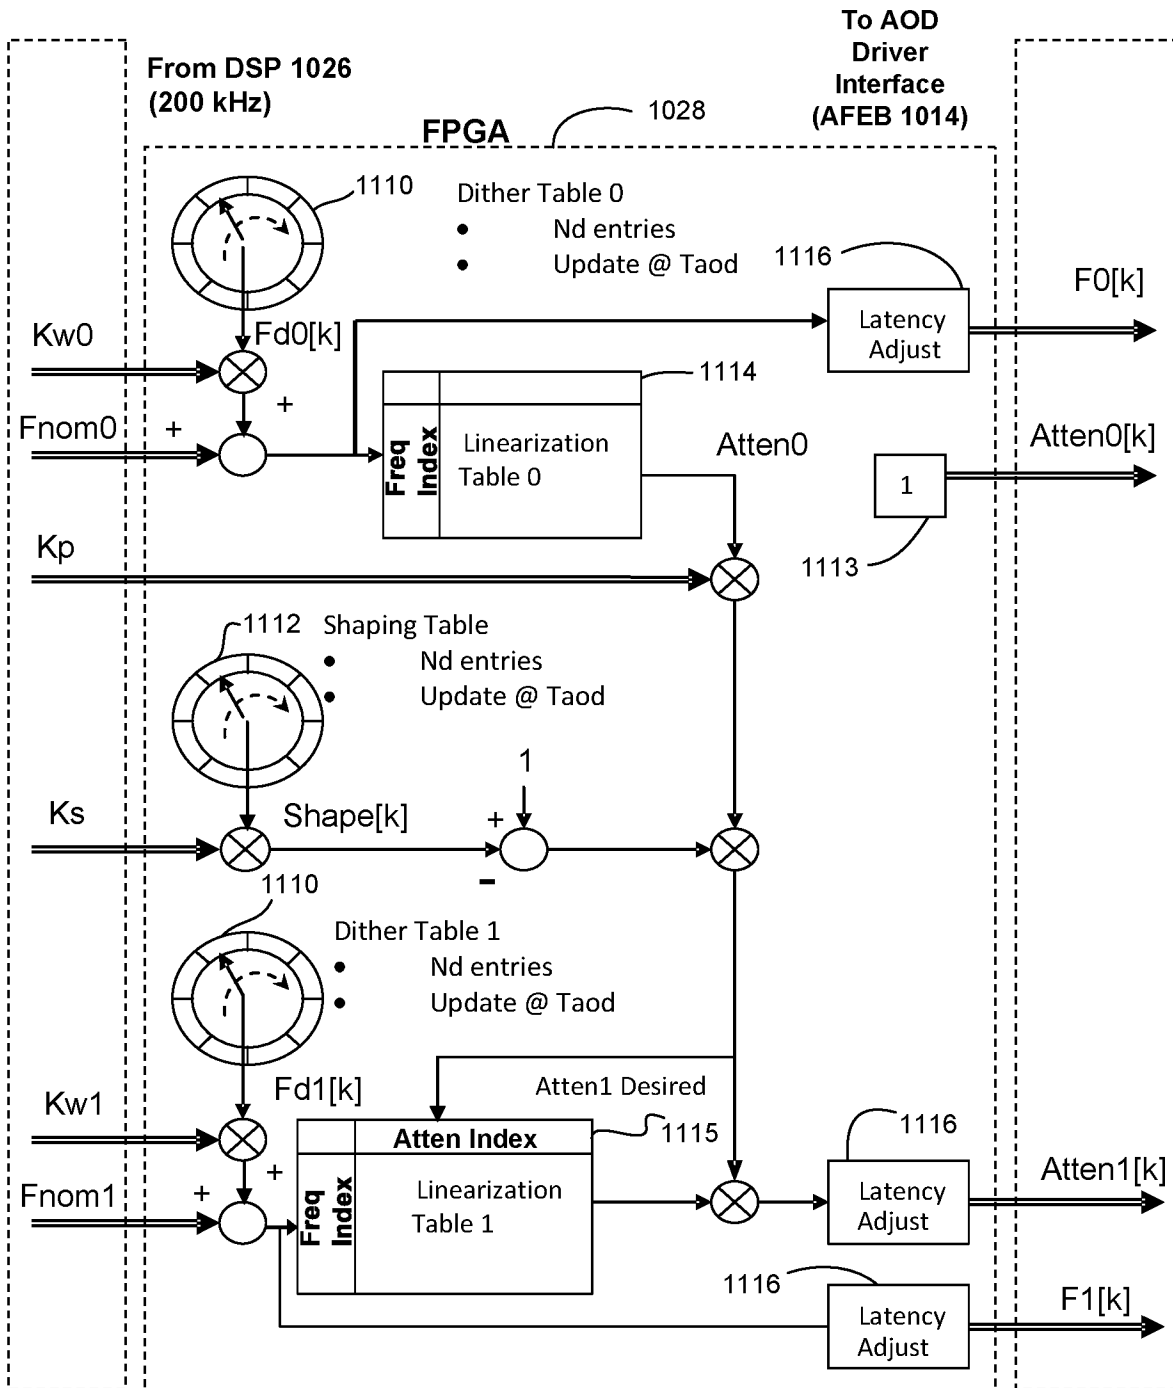 To AOD
Driver
Interface
(AFEB 1014)
From DSP 1026
(200 kHz)
FPGA
1028
1110
Dither Table 0
• Nd entries
• Update @ Taod
1116
F0[k]
Latency
Adjust
Kw0
Fd0[k]
+
1114
Fnom0
+
Freq
Index
Linearization
Table 0
Atten0
Atten0[k]
1
1113
Kp
1112
Shaping Table
• Nd entries
• Update @ Taod
1
Ks
Shape[k]
+
−
1110
Dither Table 1
• Nd entries
• Update @ Taod
Fd1[k]
Atten1 Desired
Kw1
Atten Index
1115
1116
+
Fnom1
+
Freq
Index
Linearization
Table 1
Latency
Adjust
Atten1[k]
1116
Latency
Adjust
F1[k]